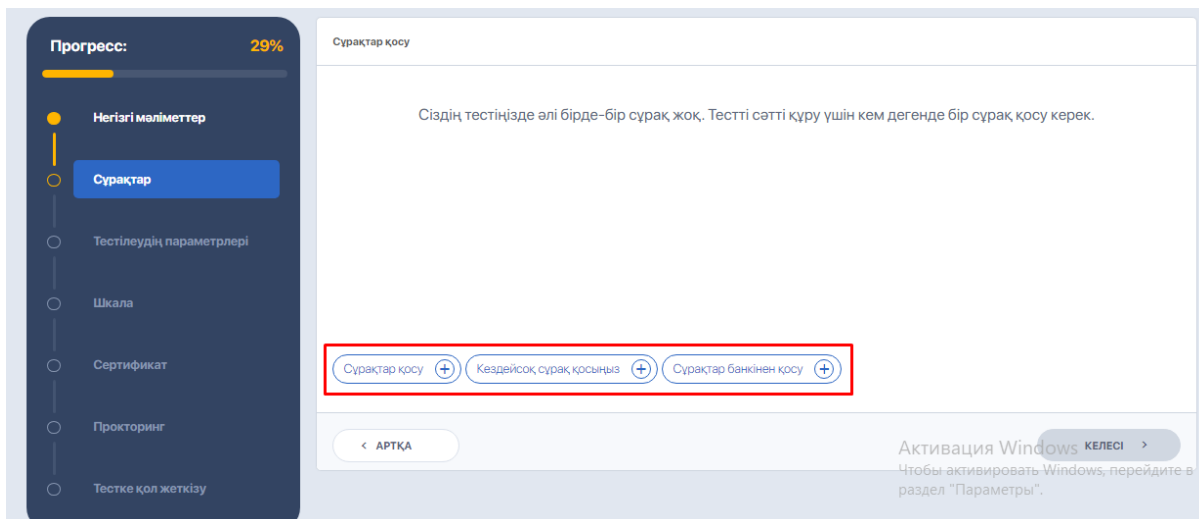 Прогресс: 29%
Негізгі мәліметтер
Сұрақтар
Тестілеудің параметрлері
Шкала
Сертификат
Прокторинг
Тестке қол жеткізу
Сұрақтар қосу
Сіздің тестіңізде әлі бірде-бір сұрақ жоқ. Тестті сәтті құру үшін кем дегенде бір сұрақ қосу керек.
Сұрақтар қосу Кездейсоқ сұрақ қосыңыз Сұрақтар банкінен қосу
< АРТҚА
КЕЛЕСІ >
Активация Windows
Чтобы активировать Windows, перейдите в
раздел "Параметры".